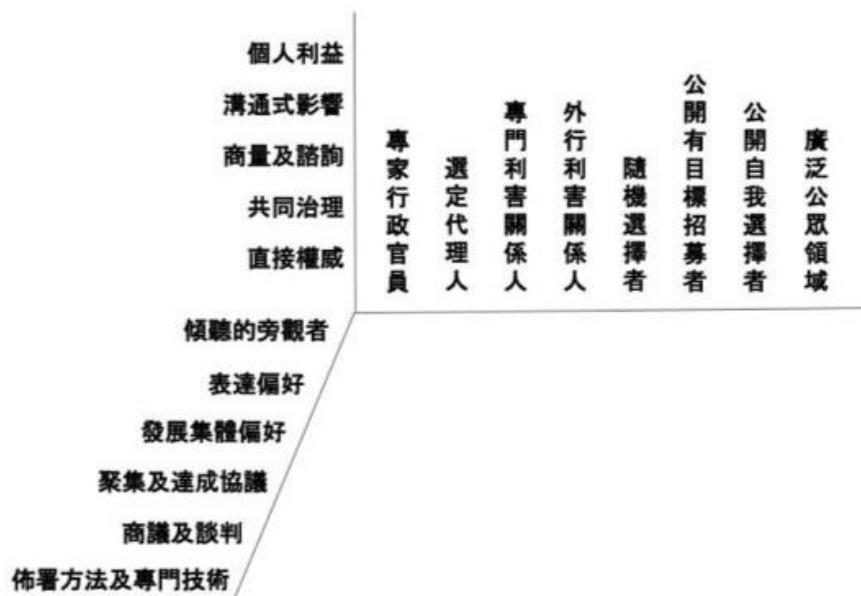 個人利益
溝通式影響
商量及諮詢
共同治理
直接權威
專家行政官員
選定代理人
專門利害關係人
外行利害關係人
隨機選擇者
公開有目標招募者
公開自我選擇者
廣泛公眾領域
傾聽的旁觀者
表達偏好
發展集體偏好
聚集及達成協議
商議及談判
佈署方法及專門技術